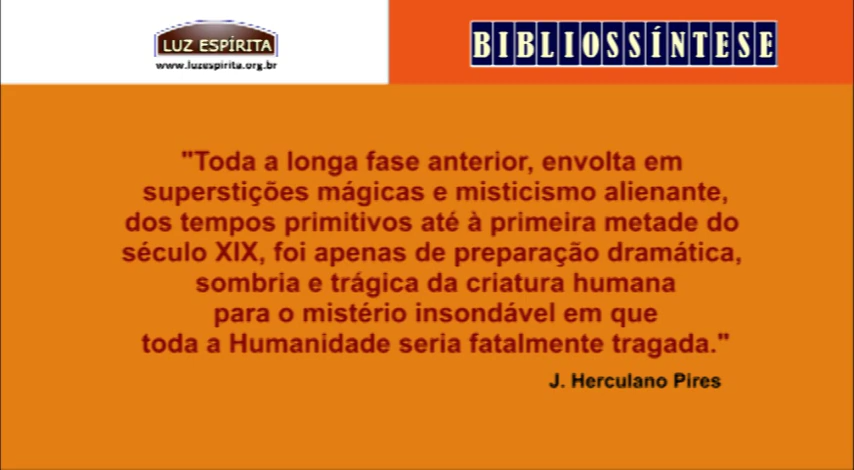 LUZ ESPÍRITA
www.luzespirita.org.br
BIBLIOSSÍNTESE
"Toda a longa fase anterior, envolta em
superstições mágicas e misticismo alienante,
dos tempos primitivos até à primeira metade do
século XIX, foi apenas de preparação dramática,
sombria e trágica da criatura humana
para o mistério insondável em que
toda a Humanidade seria fatalmente tragada."
J. Herculano Pires